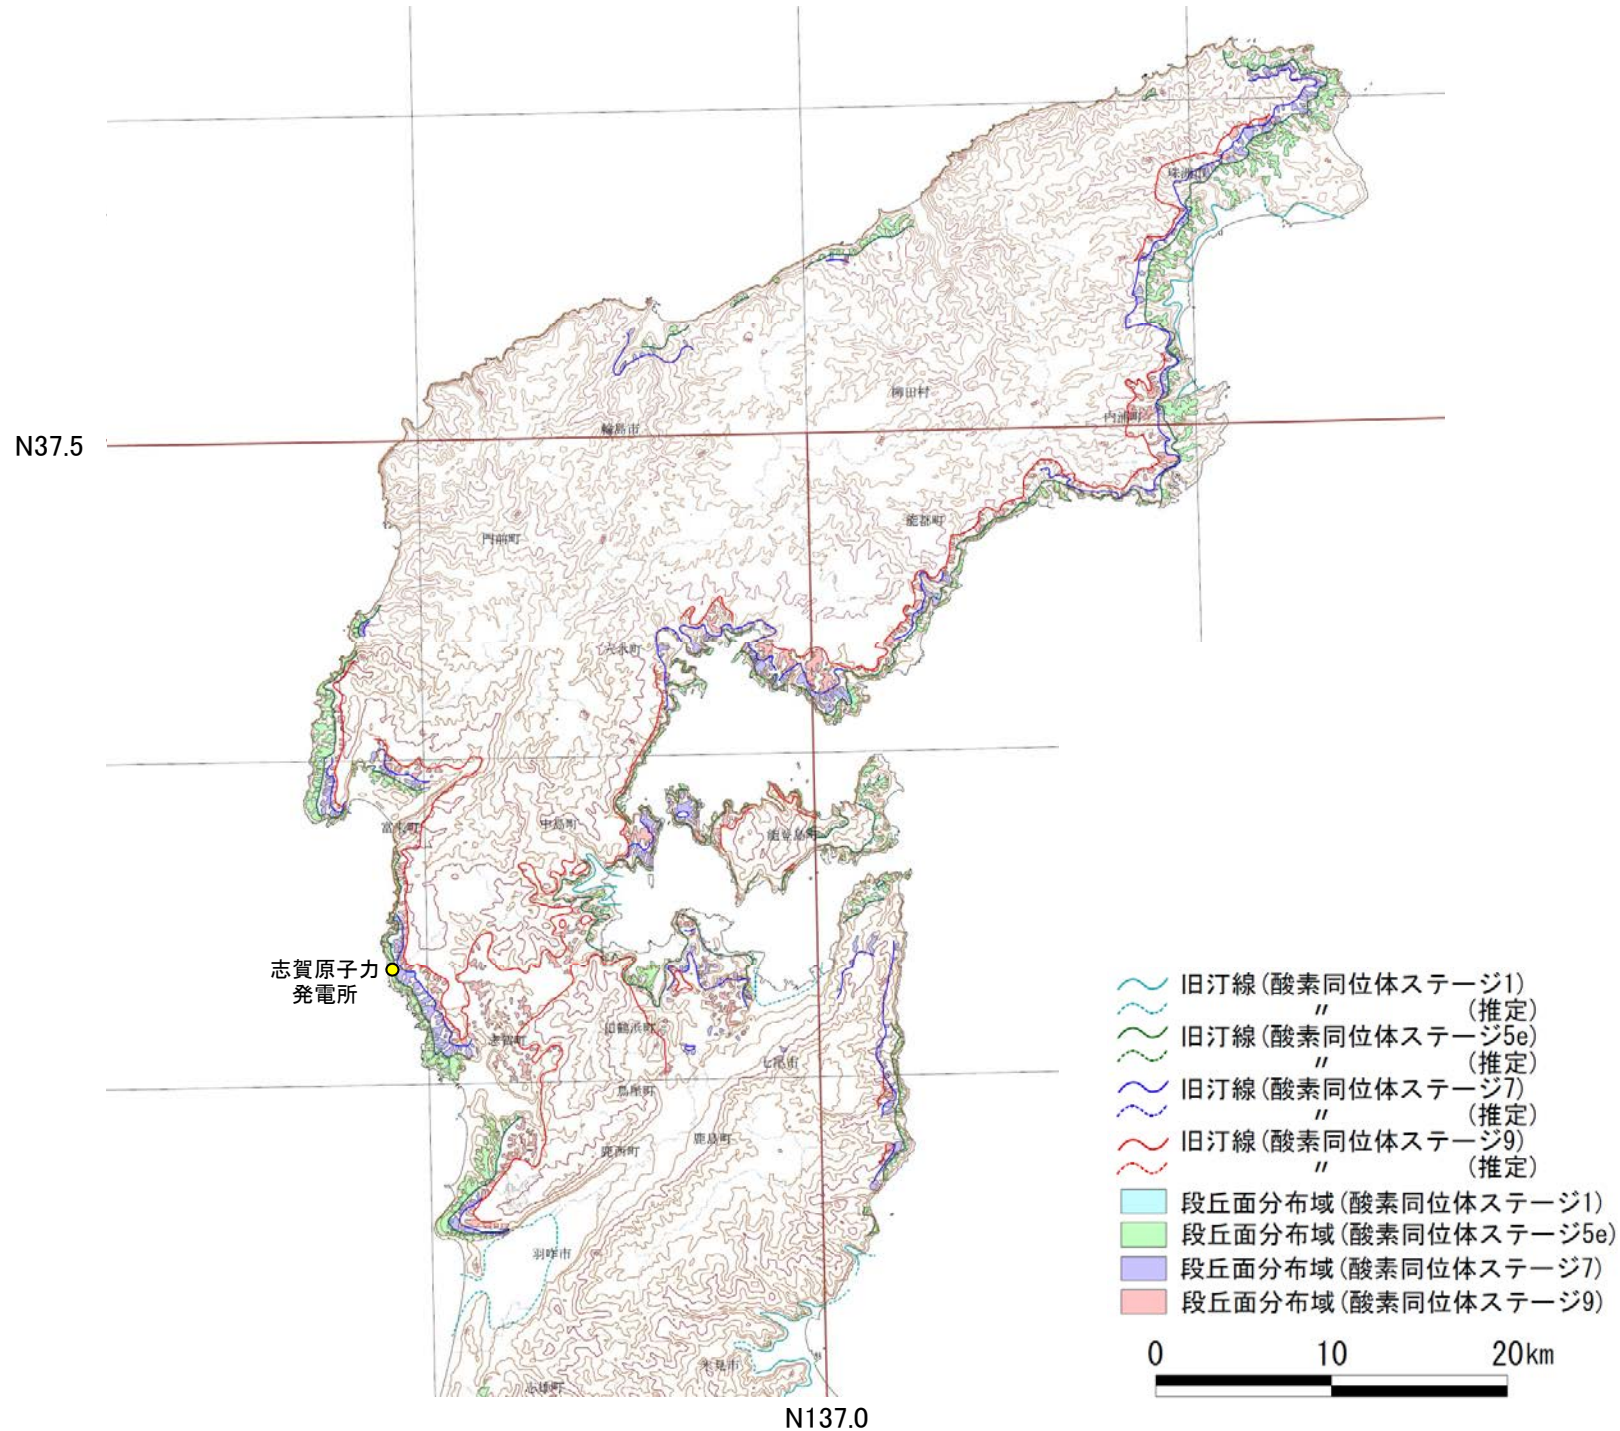 珠洲市
柳田村
内浦町
N37.5
輪島市
能都町
門前町
穴水町
富来町
中島町
能登島町
志賀原子力
発電所
旧汀線(酸素同位体ステージ1)
〃 (推定)
旧汀線(酸素同位体ステージ5e)
〃 (推定)
旧汀線(酸素同位体ステージ7)
〃 (推定)
旧汀線(酸素同位体ステージ9)
〃 (推定)
段丘面分布域(酸素同位体ステージ1)
段丘面分布域(酸素同位体ステージ5e)
段丘面分布域(酸素同位体ステージ7)
段丘面分布域(酸素同位体ステージ9)
田鶴浜町
志賀町
七尾市
鳥屋町
鹿島町
鹿西町
羽咋市
氷見市
志雄町
0 10 20km
N137.0